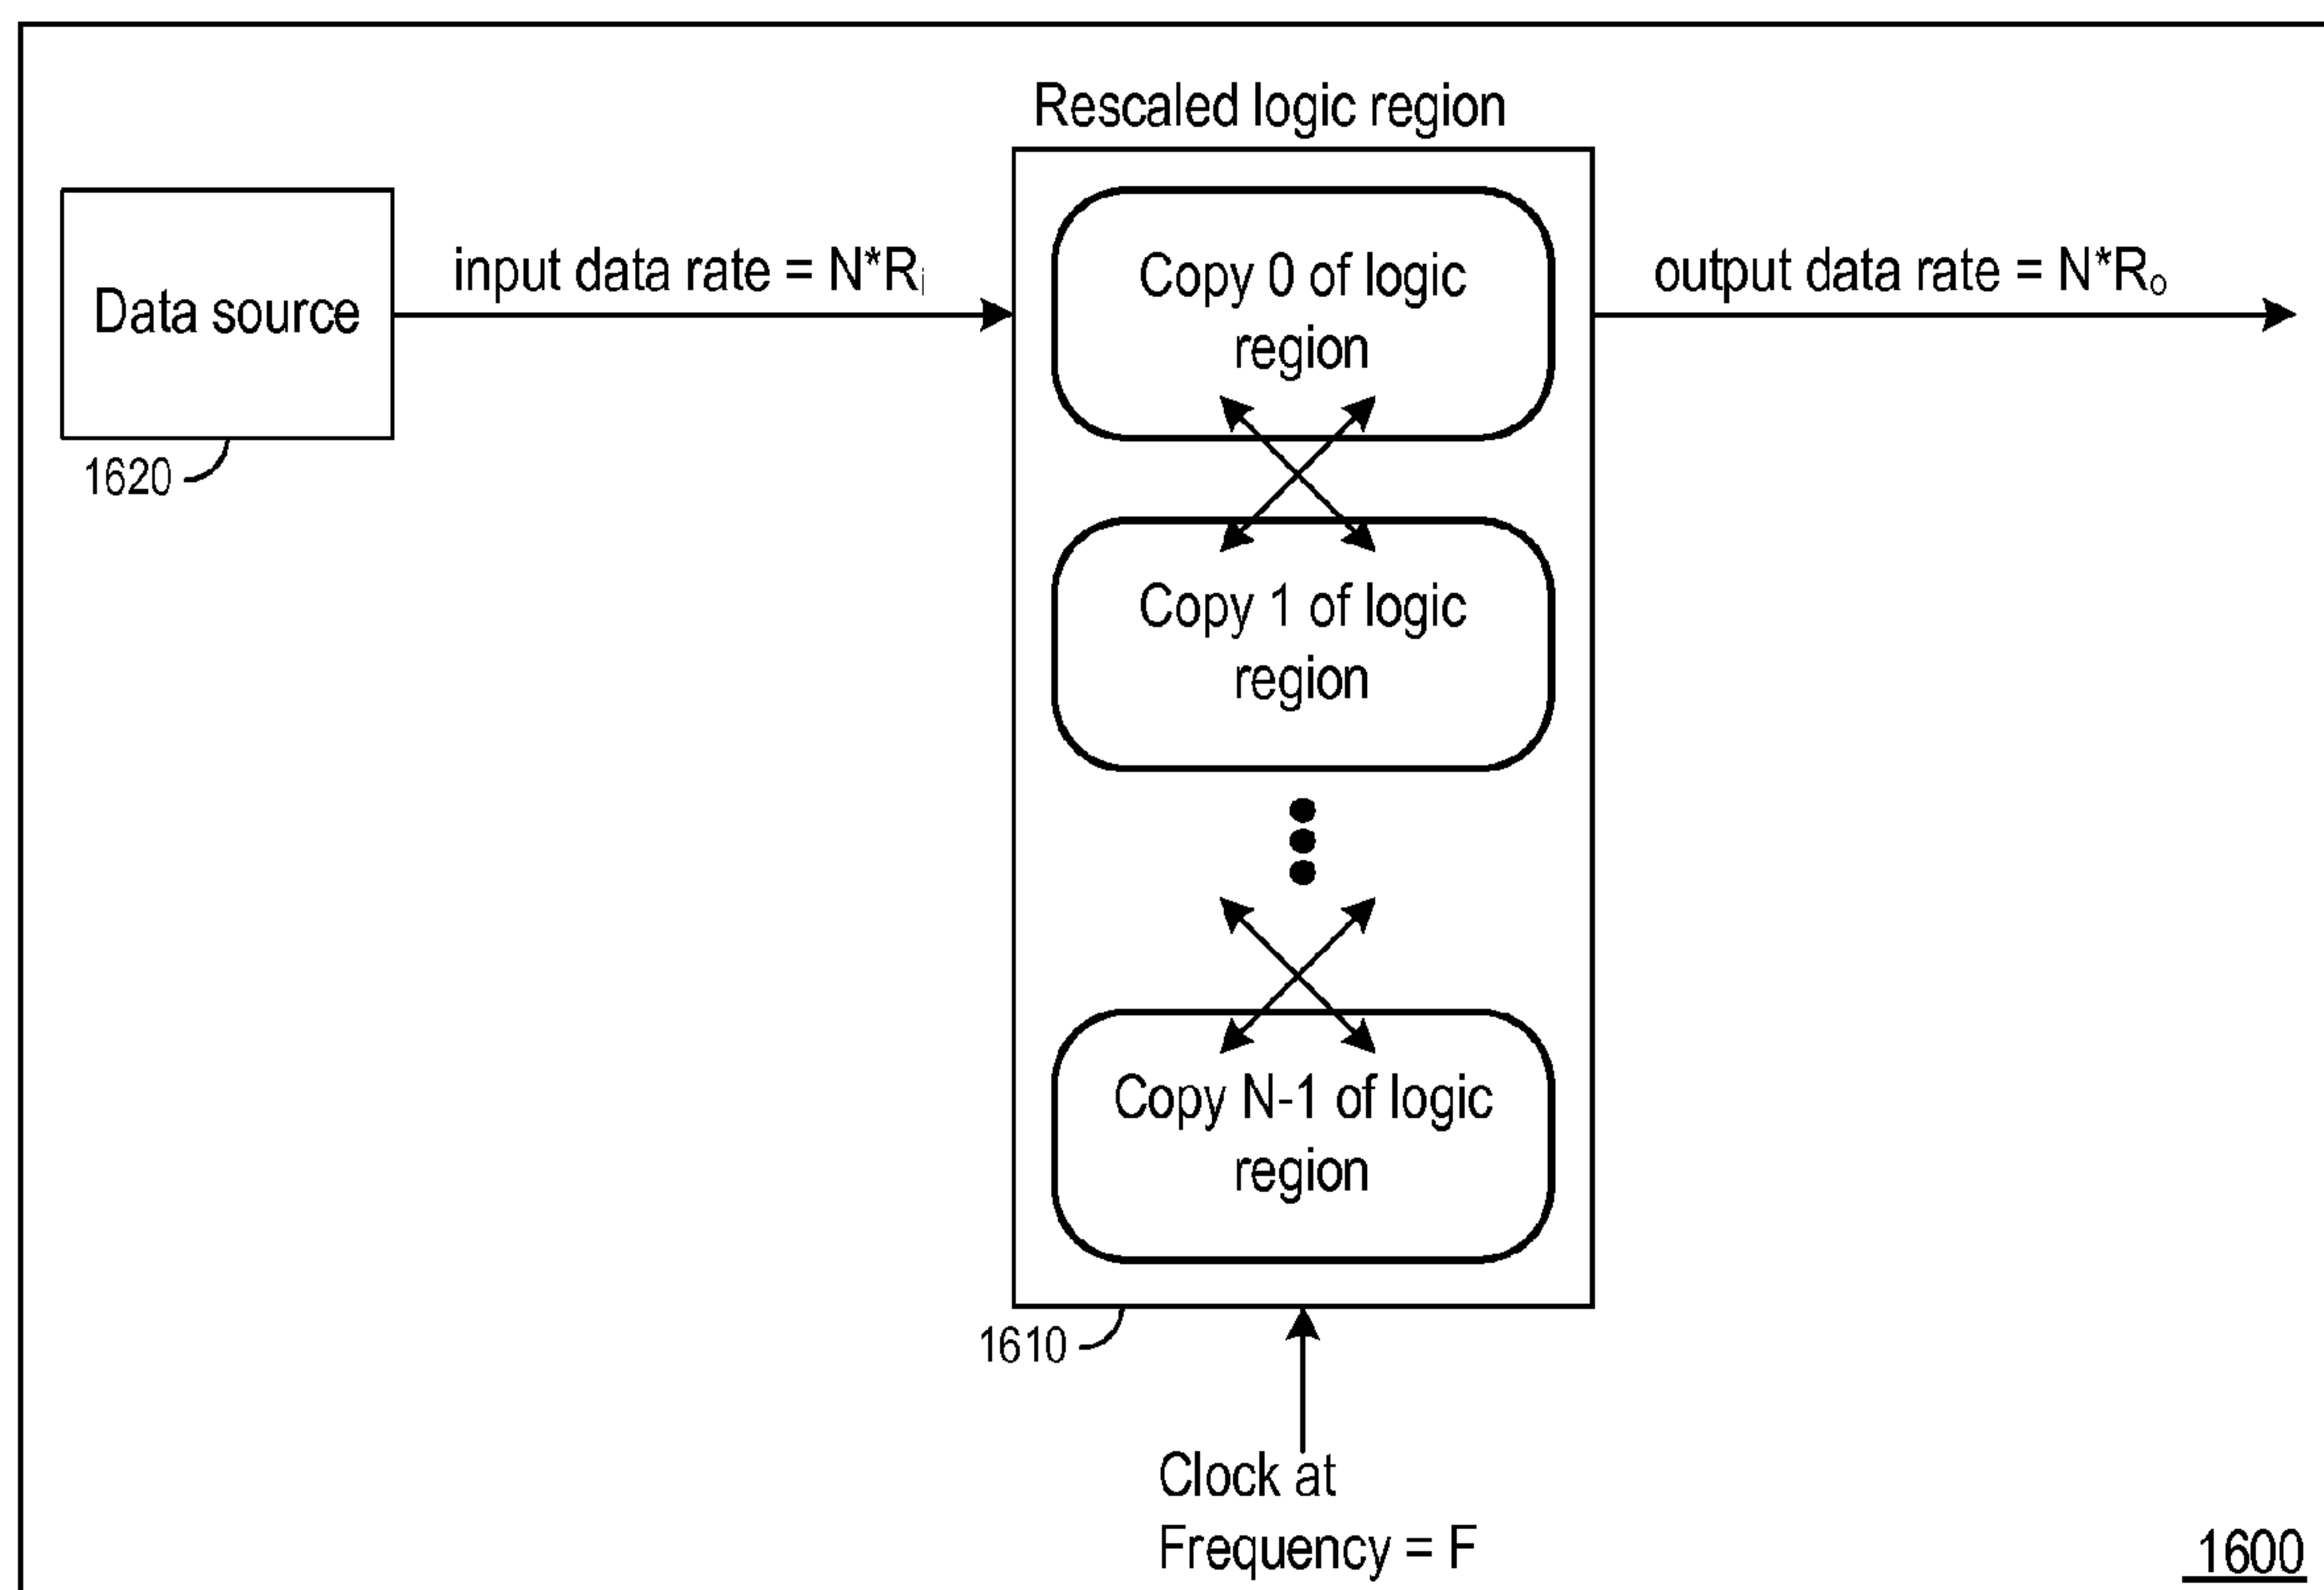 Rescaled logic region
Data source
1620
input data rate = N*Rᵢ
Copy 0 of logic
region
output data rate = N*Rₒ
Copy 1 of logic
region
Copy N-1 of logic
region
1610
Clock at
Frequency = F
1600